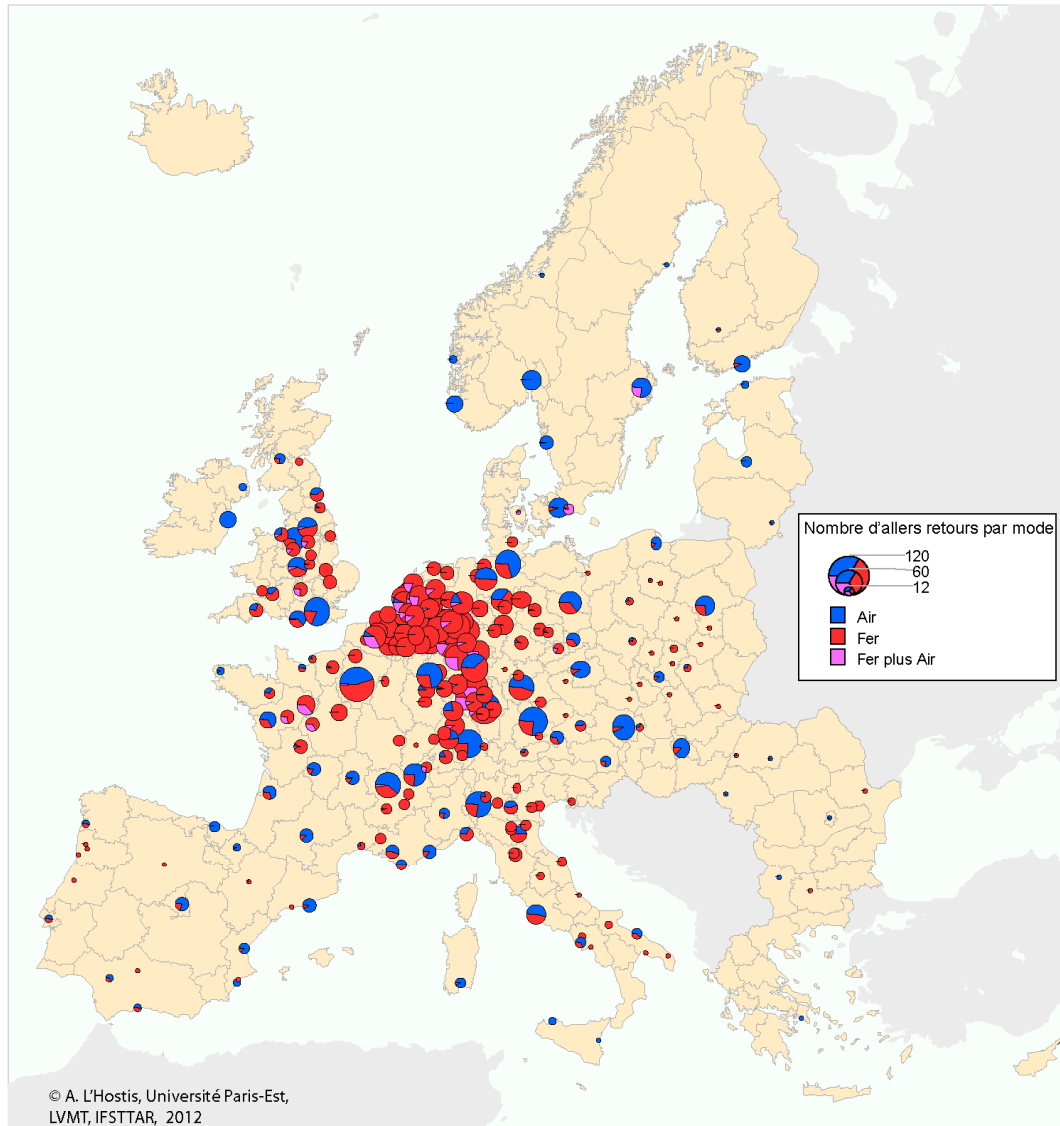 Nombre d'allers retours par mode
120
60
12
Air
Fer
Fer plus Air
© A. L'Hostis, Université Paris-Est,
LVMT, IFSTTAR, 2012